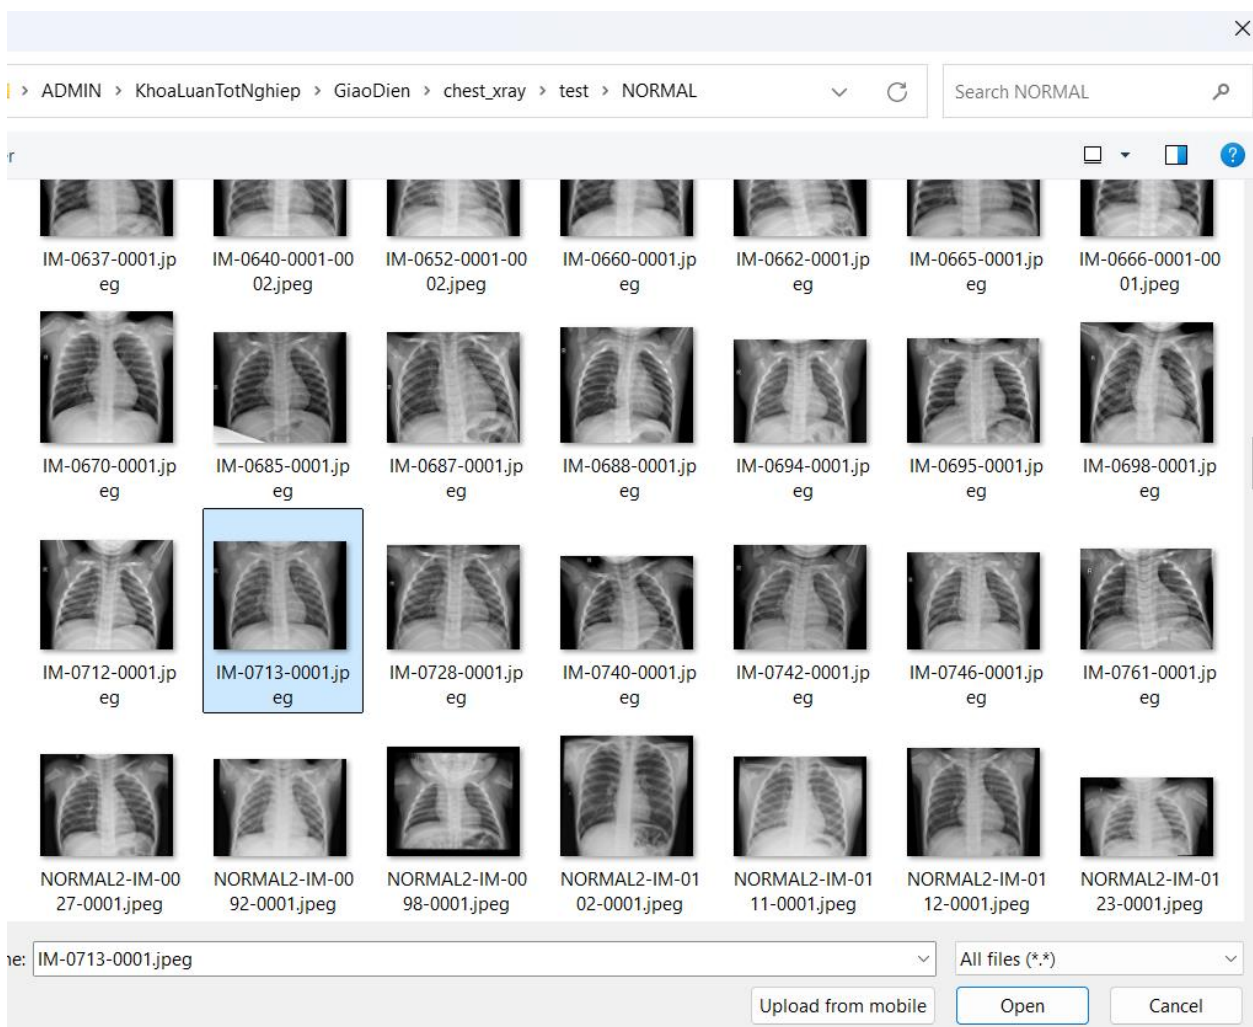 > ADMIN > KhoaLuanTotNghiep > GiaoDien > chest_xray > test > NORMAL
Search NORMAL
er
?
IM-0637-0001.jp
eg
IM-0640-0001-00
02.jpeg
IM-0652-0001-00
02.jpeg
IM-0660-0001.jp
eg
IM-0662-0001.jp
eg
IM-0665-0001.jp
eg
IM-0666-0001-00
01.jpeg
IM-0670-0001.jp
eg
IM-0685-0001.jp
eg
IM-0687-0001.jp
eg
IM-0688-0001.jp
eg
IM-0694-0001.jp
eg
IM-0695-0001.jp
eg
IM-0698-0001.jp
eg
IM-0712-0001.jp
eg
IM-0713-0001.jp
eg
IM-0728-0001.jp
eg
IM-0740-0001.jp
eg
IM-0742-0001.jp
eg
IM-0746-0001.jp
eg
IM-0761-0001.jp
eg
NORMAL2-IM-00
27-0001.jpeg
NORMAL2-IM-00
92-0001.jpeg
NORMAL2-IM-00
98-0001.jpeg
NORMAL2-IM-01
02-0001.jpeg
NORMAL2-IM-01
11-0001.jpeg
NORMAL2-IM-01
12-0001.jpeg
NORMAL2-IM-01
23-0001.jpeg
ne: IM-0713-0001.jpeg
All files (*.*)
Upload from mobile
Open
Cancel